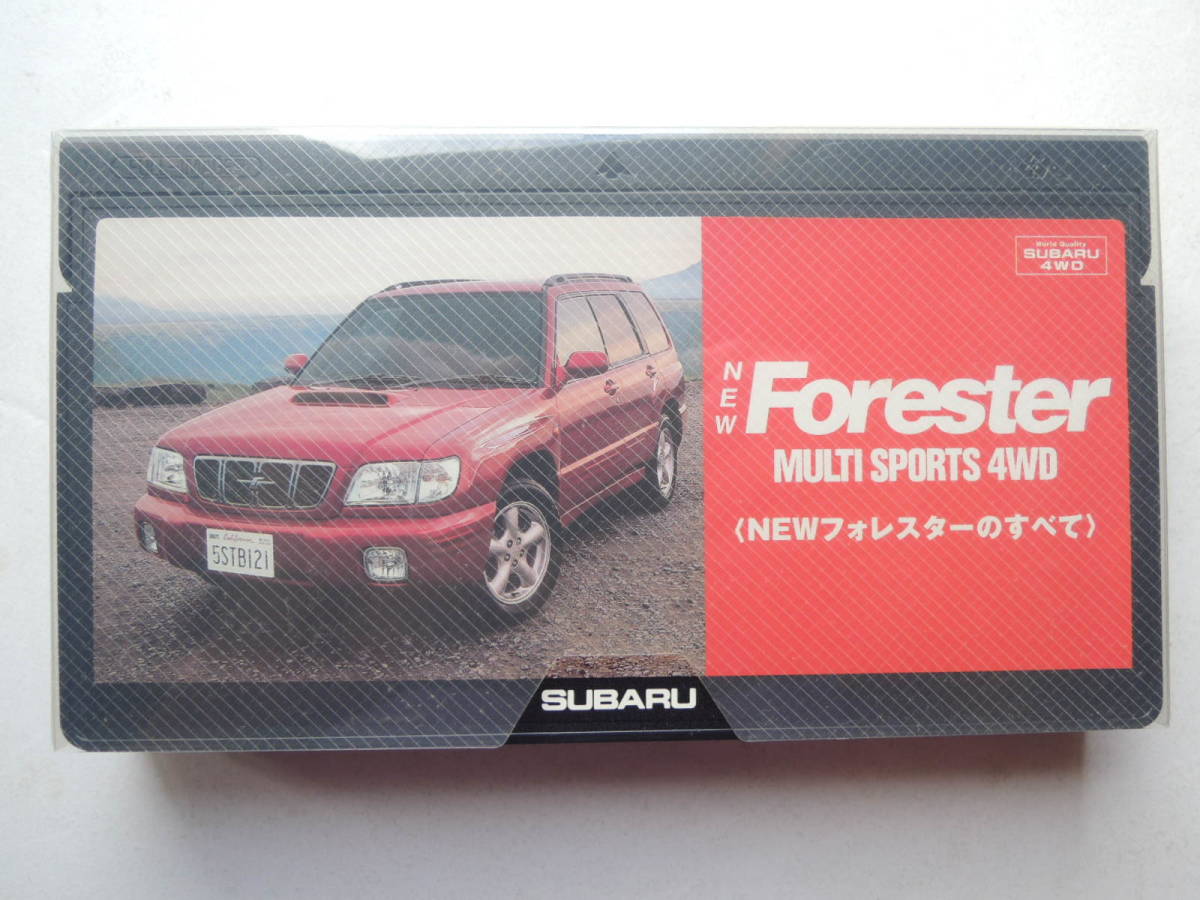 World Quality
SUBARU
4WD
NEW
Forester
MULTI SPORTS 4WD
〈NEWフォレスターのすべて〉
California
5STB121
SUBARU